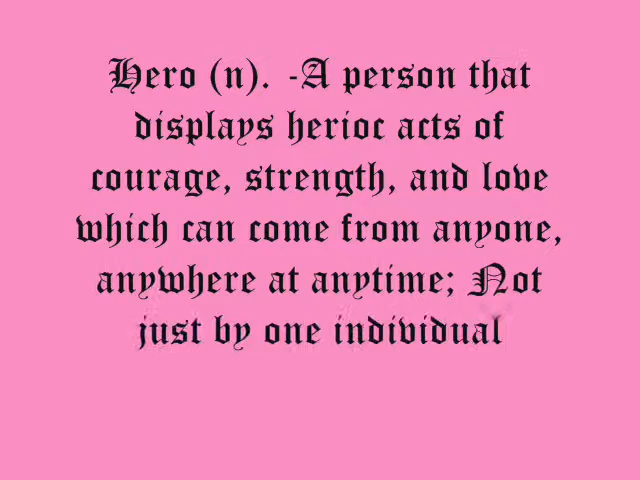 Hero (n). -A person that
displays herioc acts of
courage, strength, and love
which can come from anyone,
anywhere at anytime; Not
just by one individual